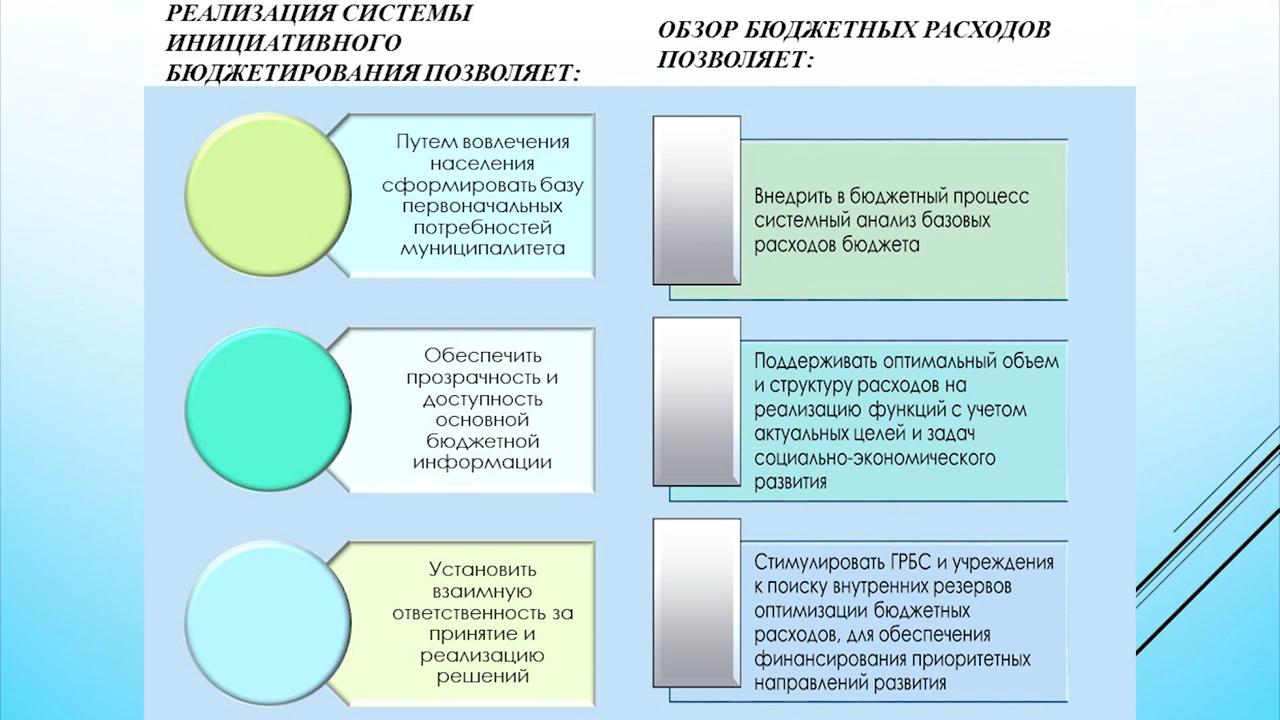 РЕАЛИЗАЦИЯ СИСТЕМЫ
ИНИЦИАТИВНОГО
БЮДЖЕТИРОВАНИЯ ПОЗВОЛЯЕТ:
Путем вовлечения
населения
сформировать базу
первоначальных
потребностей
муниципалитета
Обеспечить
прозрачность и
доступность
основной
бюджетной
информации
Установить
взаимную
ответственность за
принятие и
реализацию
решений
ОБЗОР БЮДЖЕТНЫХ РАСХОДОВ
ПОЗВОЛЯЕТ:
Внедрить в бюджетный процесс
системный анализ базовых
расходов бюджета
Поддерживать оптимальный объем
и структуру расходов на
реализацию функций с учетом
актуальных целей и задач
социально-экономического
развития
Стимулировать ГРБС и учреждения
к поиску внутренних резервов
оптимизации бюджетных
расходов, для обеспечения
финансирования приоритетных
направлений развития